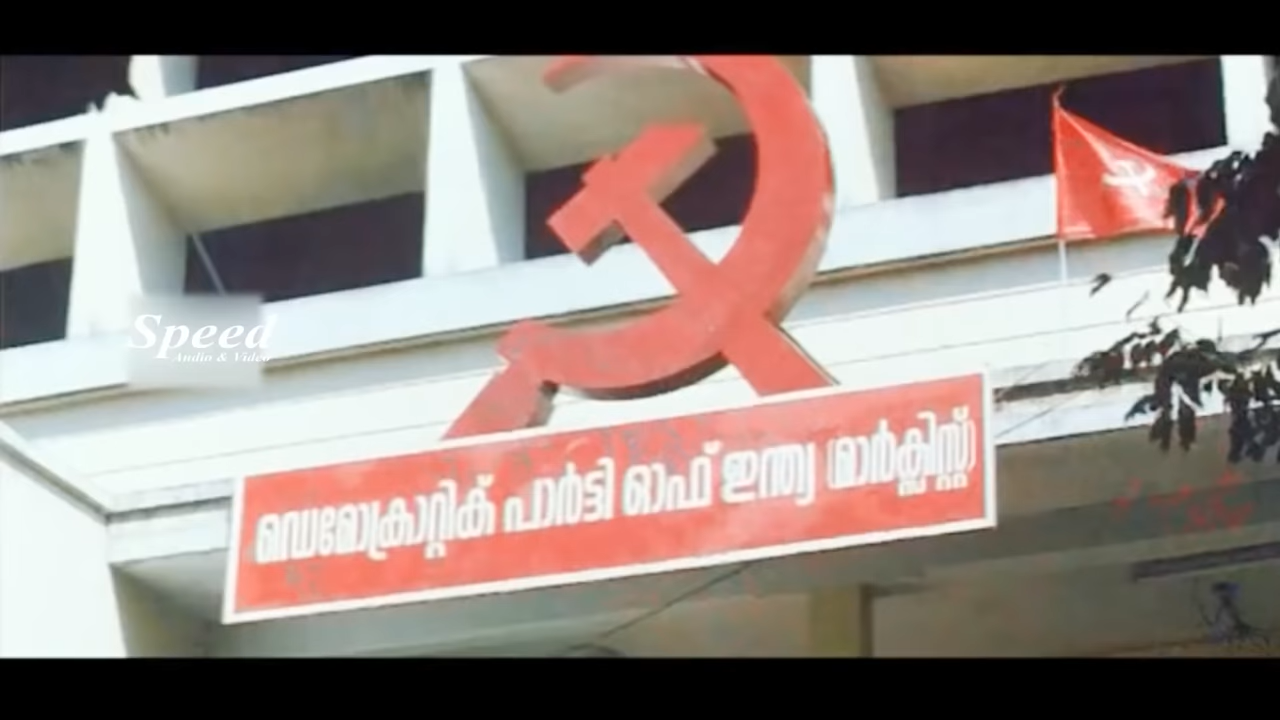 Speed
Audio & Video
ഡെമോക്രാറ്റിക് പാർട്ടി ഓഫ് ഇന്ത്യ (മാർക്സിസ്റ്റ്)